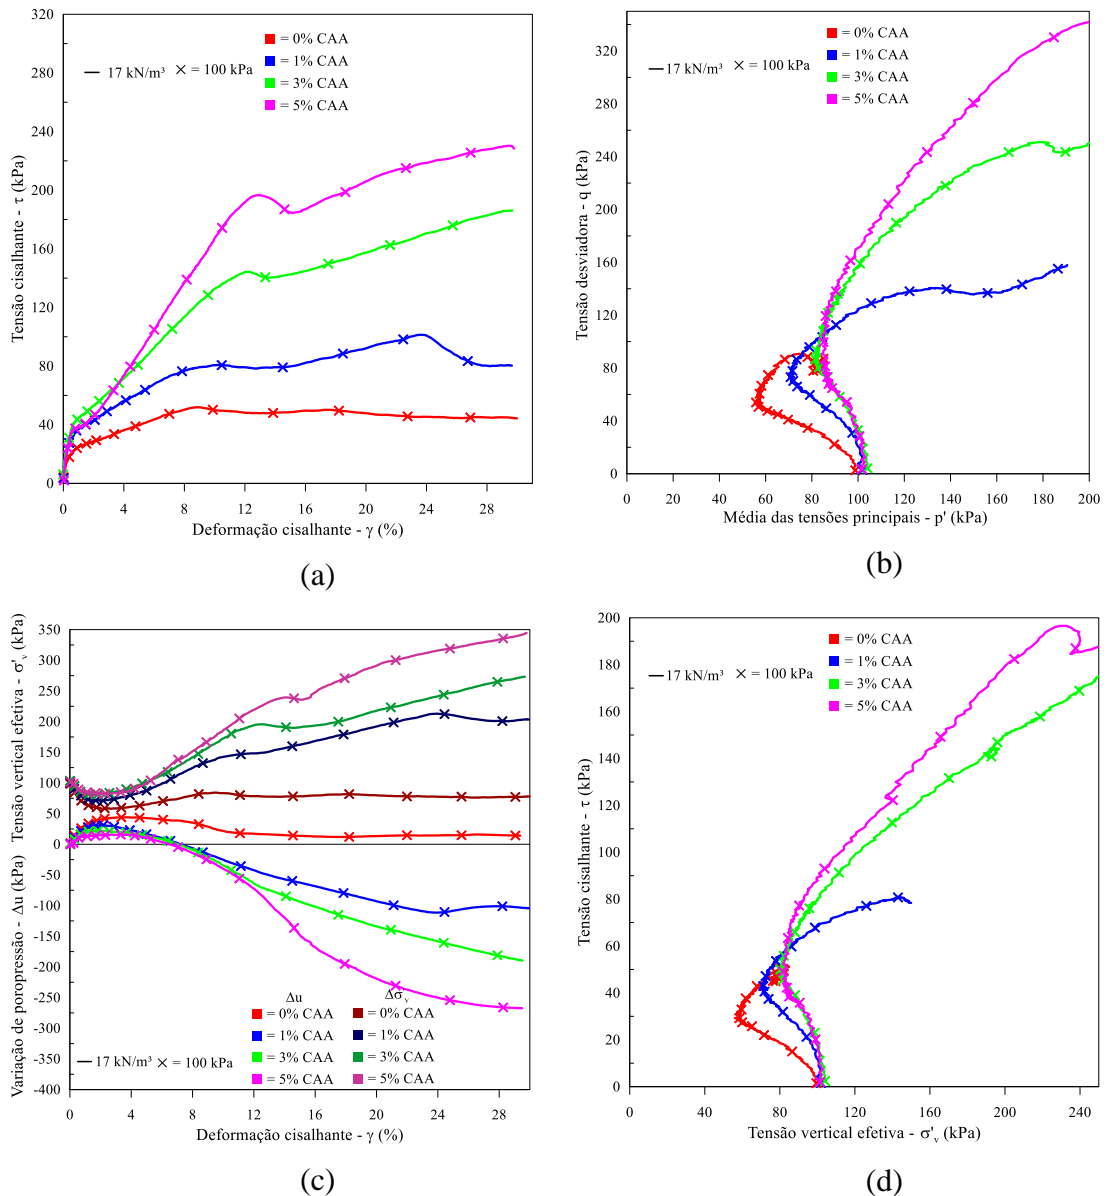 320
280
240
220
200
160
120
80
40
0
Tensão cisalhante - τ (kPa)
= 0% CAA
= 1% CAA
= 3% CAA
= 5% CAA
17 kN/m³ × = 100 kPa
0 4 8 12 16 20 24 28
Deformação cisalhante - γ (%)
(a)
320
280
240
200
160
120
80
40
0
Tensão desviadora - q (kPa)
= 0% CAA
= 1% CAA
= 3% CAA
= 5% CAA
17 kN/m³ × = 100 kPa
0 20 40 60 80 100 120 140 160 180 200
Média das tensões principais - p' (kPa)
(b)
350
300
250
200
150
100
50
0
-50
-100
-150
-200
-250
-300
-350
-400
Tensão vertical efetiva - σ'v (kPa)
Variação de poropressão - Δu (kPa)
Δu Δσv
= 0% CAA = 0% CAA
= 1% CAA = 1% CAA
= 3% CAA = 3% CAA
= 5% CAA = 5% CAA
17 kN/m³ × = 100 kPa
0 4 8 12 16 20 24 28
Deformação cisalhante - γ (%)
(c)
200
180
160
140
120
100
80
60
40
20
0
Tensão cisalhante - τ (kPa)
= 0% CAA
= 1% CAA
= 3% CAA
= 5% CAA
17 kN/m³ × = 100 kPa
0 40 80 120 160 200 240
Tensão vertical efetiva - σ'v (kPa)
(d)